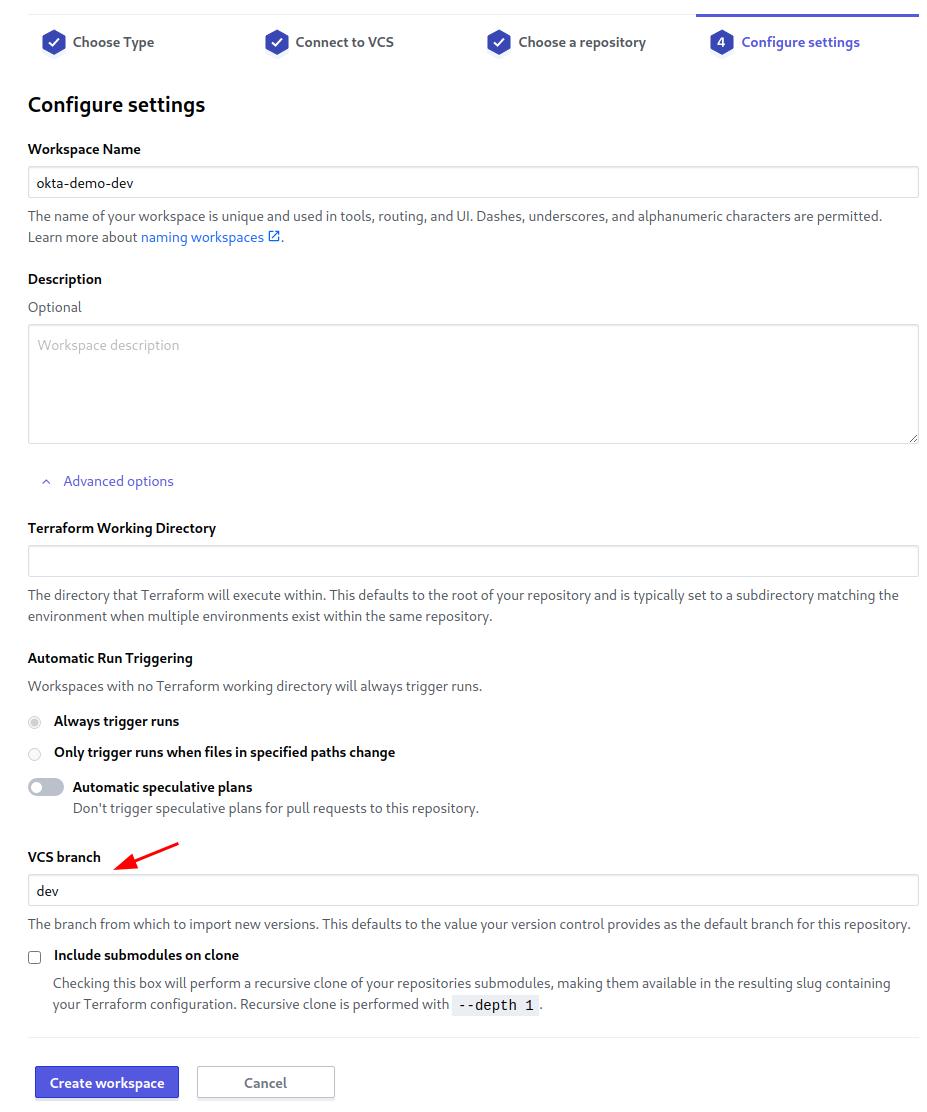 Choose Type
Connect to VCS
Choose a repository
4 Configure settings
Configure settings
Workspace Name
okta-demo-dev
The name of your workspace is unique and used in tools, routing, and UI. Dashes, underscores, and alphanumeric characters are permitted.
Learn more about naming workspaces.
Description
Optional
Workspace description
Advanced options
Terraform Working Directory
The directory that Terraform will execute within. This defaults to the root of your repository and is typically set to a subdirectory matching the
environment when multiple environments exist within the same repository.
Automatic Run Triggering
Workspaces with no Terraform working directory will always trigger runs.
Always trigger runs
Only trigger runs when files in specified paths change
Automatic speculative plans
Don't trigger speculative plans for pull requests to this repository.
VCS branch
dev
The branch from which to import new versions. This defaults to the value your version control provides as the default branch for this repository.
Include submodules on clone
Checking this box will perform a recursive clone of your repositories submodules, making them available in the resulting slug containing
your Terraform configuration. Recursive clone is performed with --depth 1.
Create workspace
Cancel